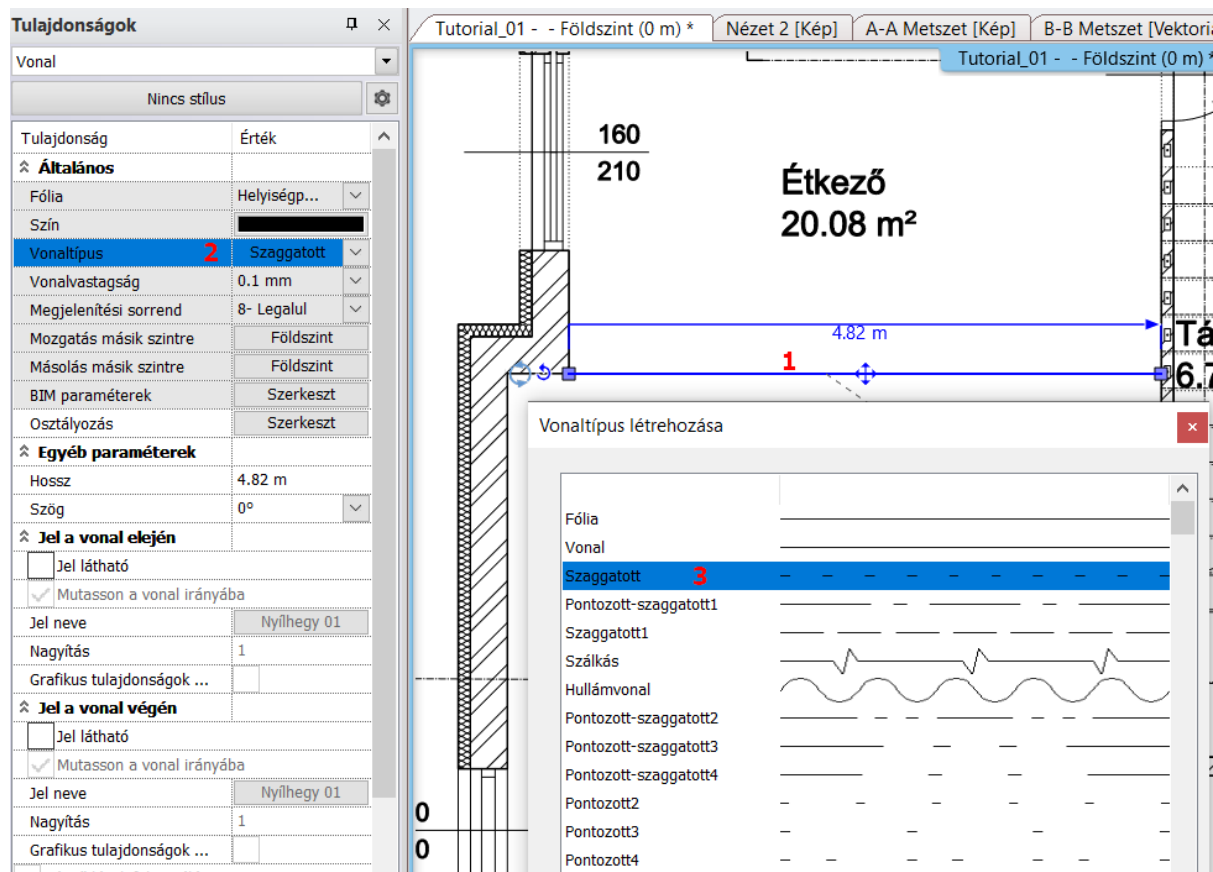 Tulajdonságok
Vonal
Nincs stílus
Tulajdonság Érték
Általános
Fólia Helyiségp...
Szín
Vonaltípus 2 Szaggatott
Vonalvastagság 0.1 mm
Megjelenítési sorrend 8- Legalul
Mozgatás másik szintre Földszint
Másolás másik szintre Földszint
BIM paraméterek Szerkeszt
Osztályozás Szerkeszt
Egyéb paraméterek
Hossz 4.82 m
Szög 0°
Jel a vonal elején
Jel látható
Mutasson a vonal irányába
Jel neve Nyílhegy 01
Nagyítás 1
Grafikus tulajdonságok ...
Jel a vonal végén
Jel látható
Mutasson a vonal irányába
Jel neve Nyílhegy 01
Nagyítás 1
Grafikus tulajdonságok ...
Tutorial_01 - - Földszint (0 m) * Nézet 2 [Kép] A-A Metszet [Kép] B-B Metszet [Vektoria
Tutorial_01 - - Földszint (0 m) *
160
210
Étkező
20.08 m²
4.82 m
1
Tá
6.7
0
0
Vonaltípus létrehozása
Fólia
Vonal
Szaggatott 3
Pontozott-szaggatott1
Szaggatott1
Szálkás
Hullámvonal
Pontozott-szaggatott2
Pontozott-szaggatott3
Pontozott-szaggatott4
Pontozott2
Pontozott3
Pontozott4